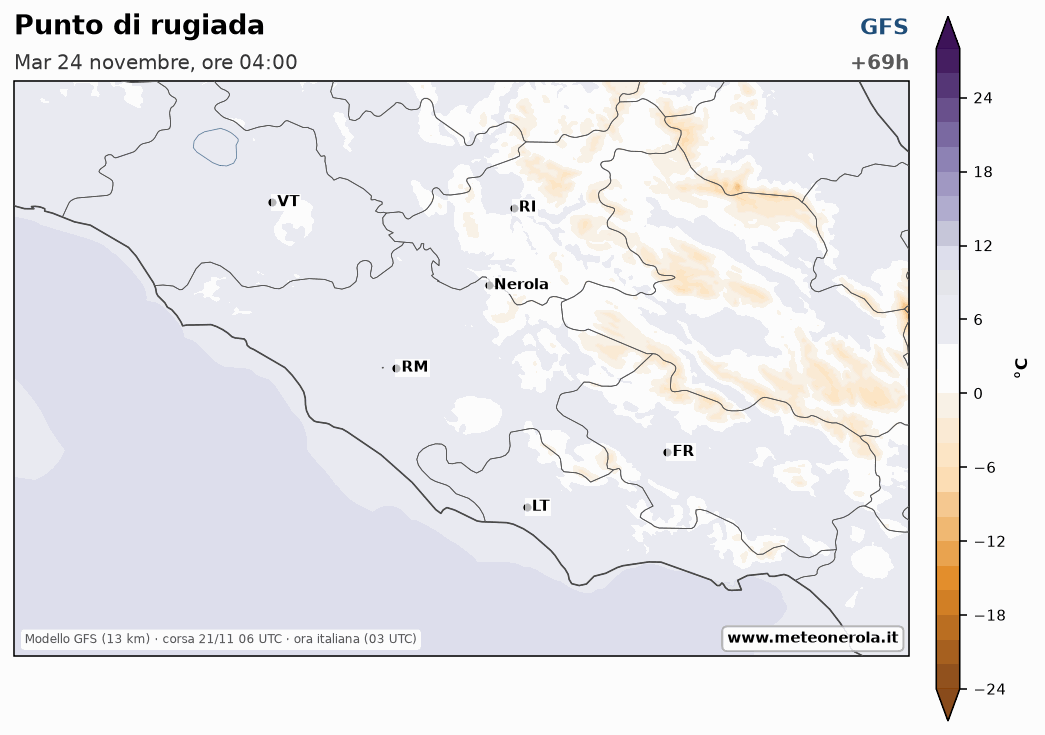 Punto di rugiada
GFS
Mar 24 novembre, ore 04:00
+69h
VT
RI
Nerola
RM
FR
LT
Modello GFS (13 km) · corsa 21/11 06 UTC · ora italiana (03 UTC)
www.meteonerola.it
24
18
12
6
0
−6
−12
−18
−24
°C